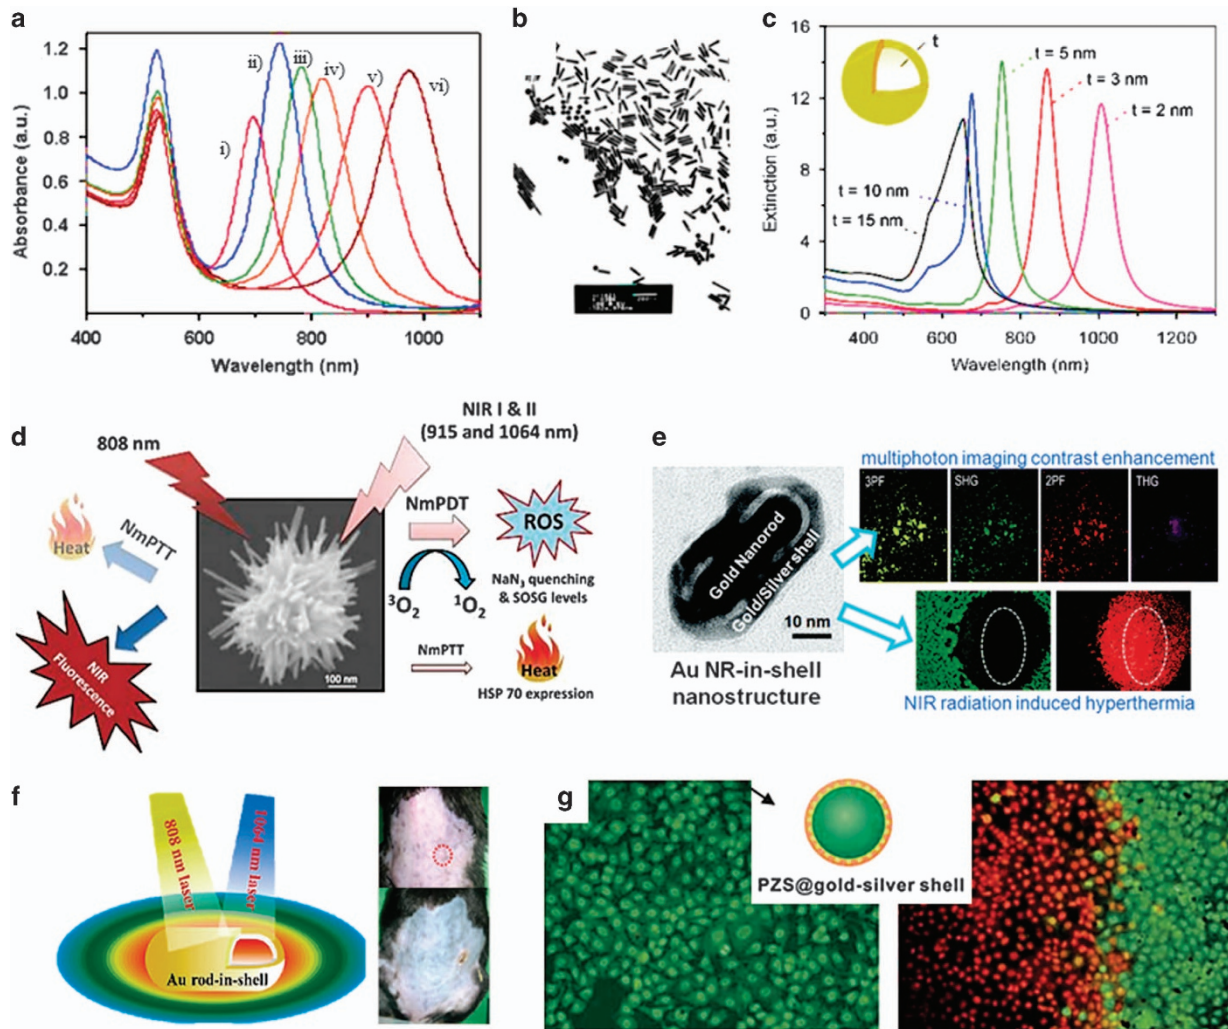 a
1.2
1.0
0.8
0.6
0.4
0.2
Absorbance (a.u.)
i)
ii)
iii)
iv)
v)
vi)
400
600
800
1000
Wavelength (nm)
b
c
16
12
8
4
0
Extinction (a.u.)
t
t = 5 nm
t = 3 nm
t = 2 nm
t = 10 nm
t = 15 nm
400
600
800
1000
1200
Wavelength (nm)
d
808 nm
NIR I & II
(915 and 1064 nm)
Heat
NmPTT
NIR
Fluorescence
100 nm
NmPDT
ROS
³O₂
¹O₂
NaN₃ quenching
& SOSG levels
NmPTT
Heat
HSP 70 expression
e
multiphoton imaging contrast enhancement
3PF
SHG
2PF
THG
Gold Nanorod
Gold/Silver shell
10 nm
Au NR-in-shell
nanostructure
NIR radiation induced hyperthermia
f
808 nm laser
1064 nm laser
Au rod-in-shell
g
PZS@gold-silver shell